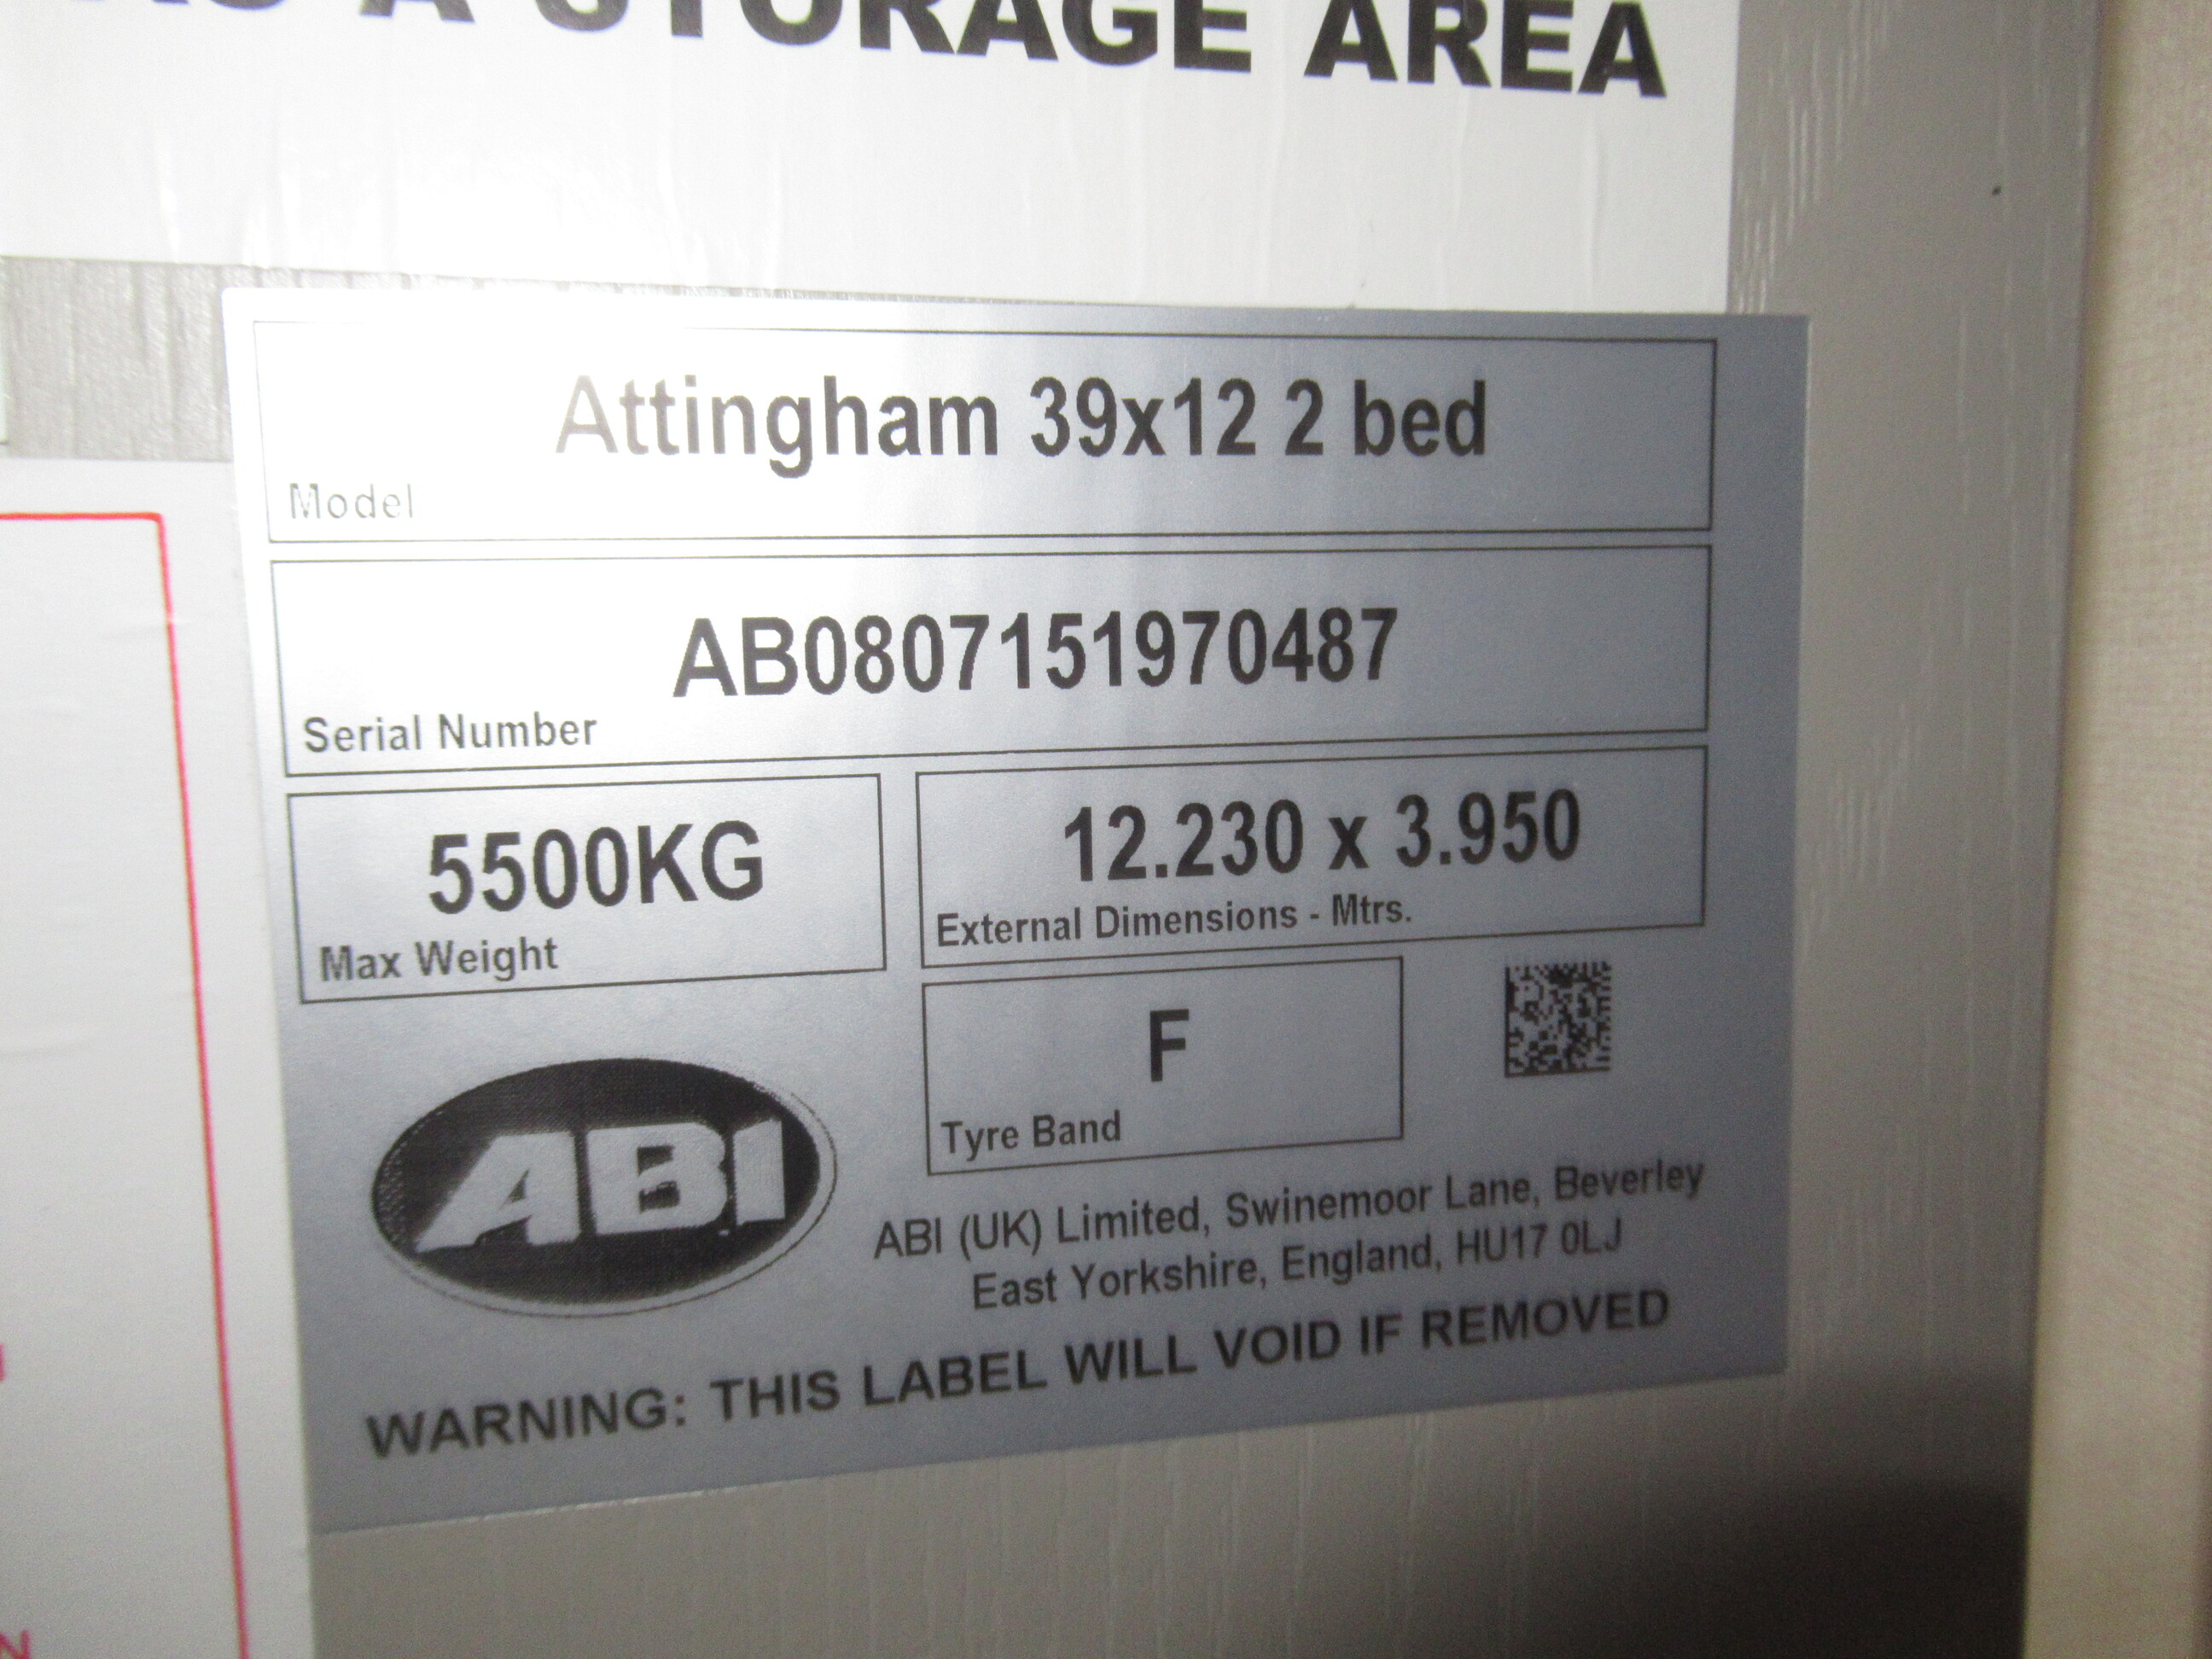 A STORAGE AREA
Attingham 39x12 2 bed
Model
AB0807151970487
Serial Number
5500KG
Max Weight
12.230 x 3.950
External Dimensions - Mtrs.
F
Tyre Band
ABI
ABI (UK) Limited, Swinemoor Lane, Beverley
East Yorkshire, England, HU17 0LJ
WARNING: THIS LABEL WILL VOID IF REMOVED